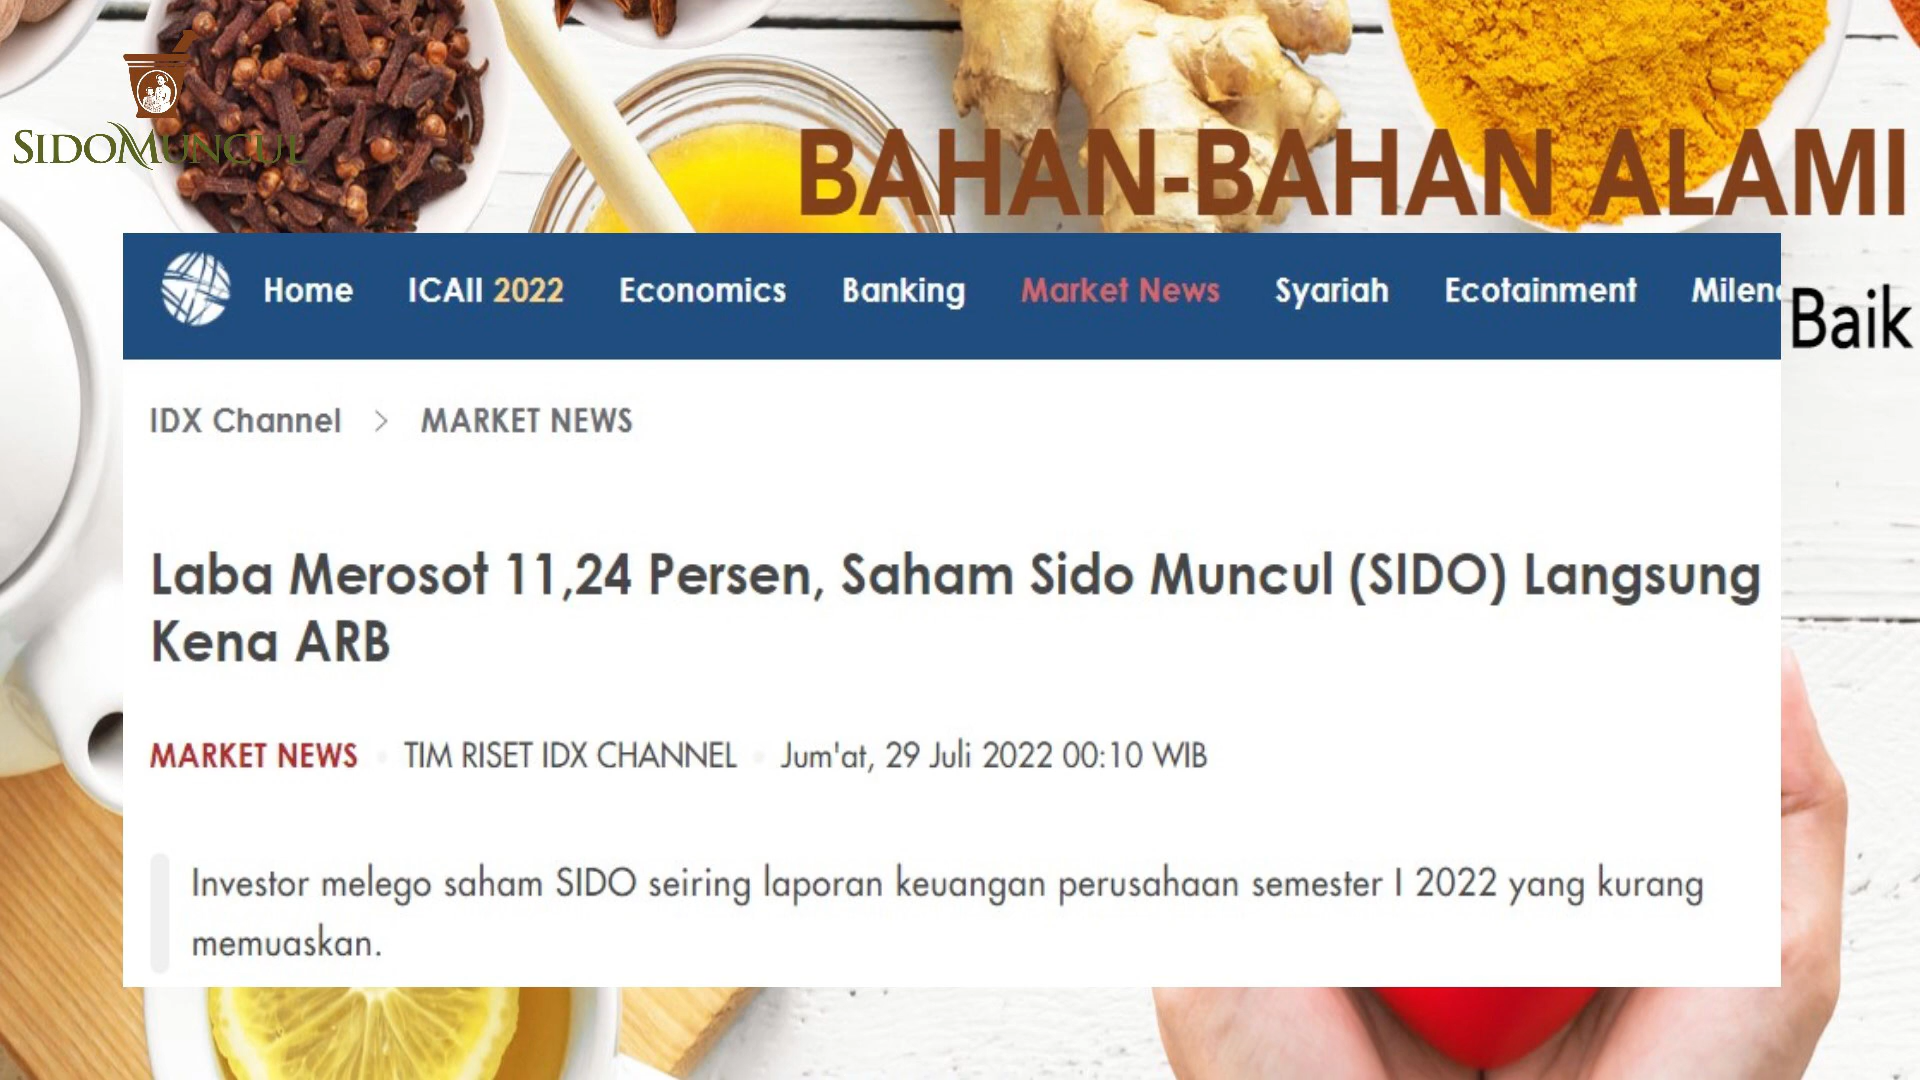 SIDOMUNCUL
BAHAN-BAHAN ALAMI
Baik
Home ICAII 2022 Economics Banking Market News Syariah Ecotainment Milen
IDX Channel > MARKET NEWS
Laba Merosot 11,24 Persen, Saham Sido Muncul (SIDO) Langsung
Kena ARB
MARKET NEWS TIM RISET IDX CHANNEL Jum'at, 29 Juli 2022 00:10 WIB
Investor melego saham SIDO seiring laporan keuangan perusahaan semester I 2022 yang kurang
memuaskan.